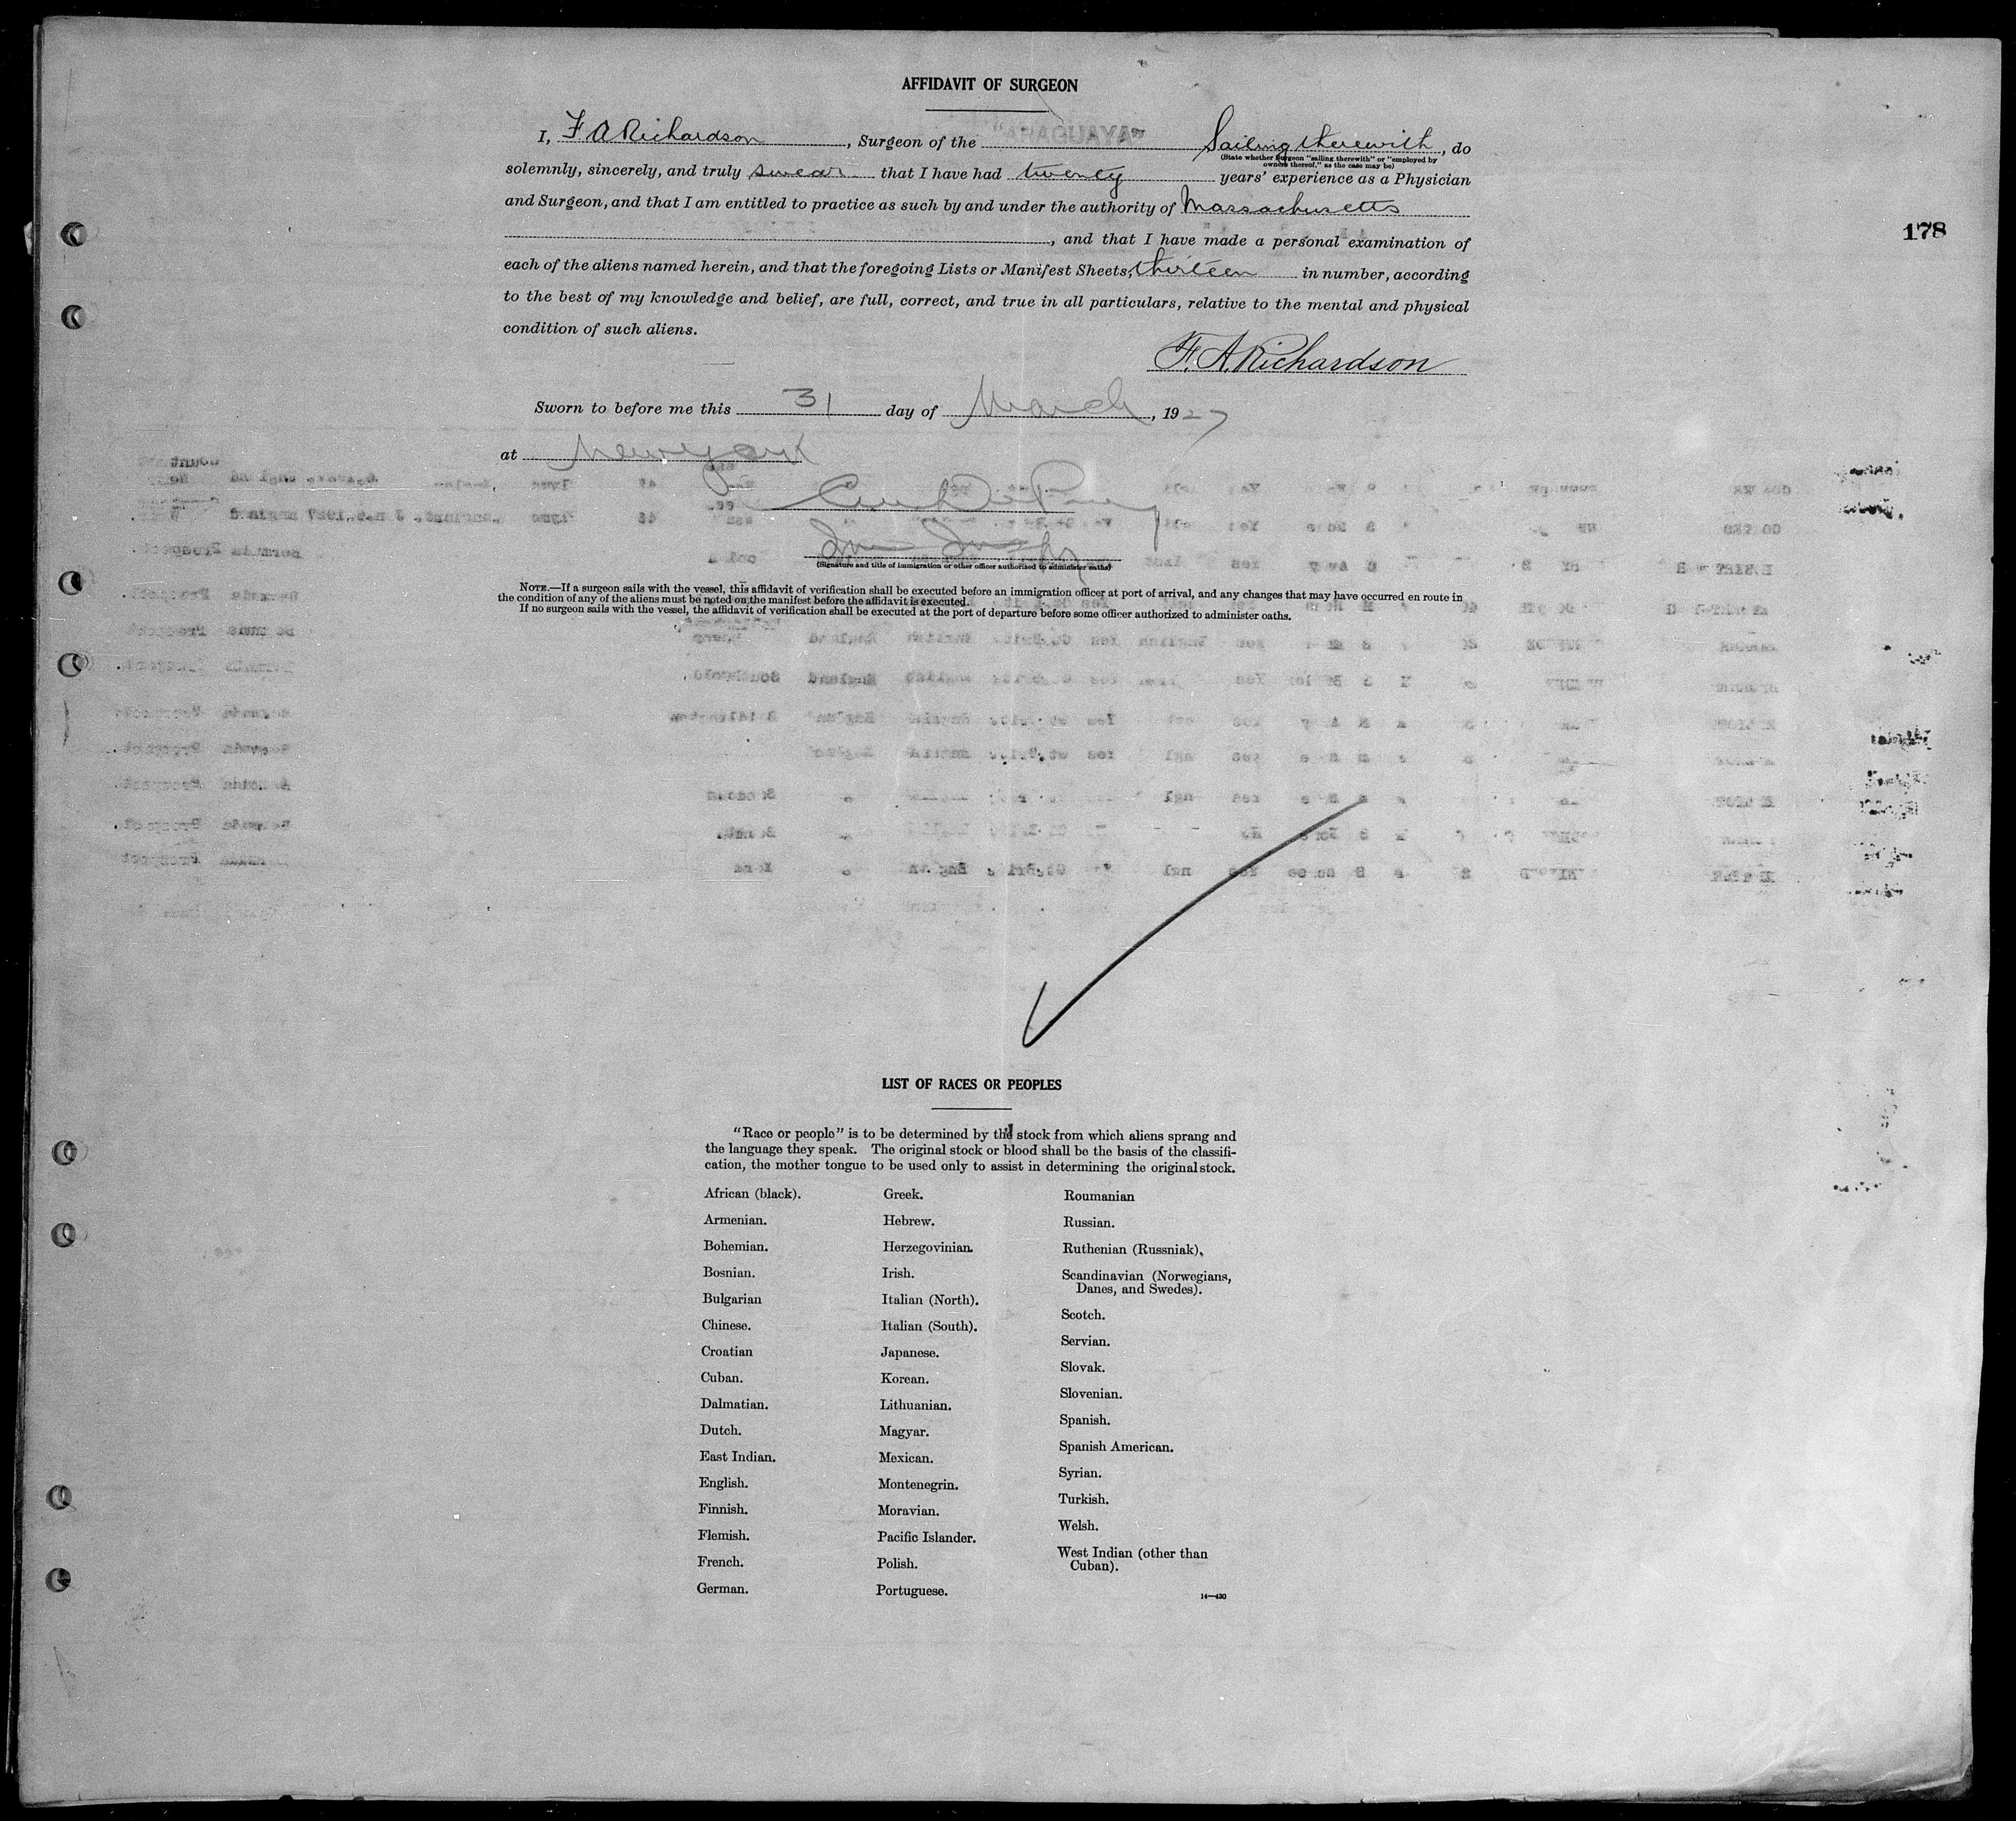 AFFIDAVIT OF SURGEON
I, F A Richardson, Surgeon of the "ARAGUAYA" Sailing therewith, do
(State whether Surgeon "sailing therewith" or "employed by
owners thereof," as the case may be)
solemnly, sincerely, and truly swear that I have had twenty years' experience as a Physician
and Surgeon, and that I am entitled to practice as such by and under the authority of Massachusetts
, and that I have made a personal examination of
178
each of the aliens named herein, and that the foregoing Lists or Manifest Sheets, thirteen in number, according
to the best of my knowledge and belief, are full, correct, and true in all particulars, relative to the mental and physical
condition of such aliens.
F. A. Richardson
Sworn to before me this 31 day of March, 1927
at New York
(Signature and title of immigration or other officer authorized to administer oaths)
NOTE.—If a surgeon sails with the vessel, this affidavit of verification shall be executed before an immigration officer at port of arrival, and any changes that may have occurred en route in
the condition of any of the aliens must be noted on the manifest before the affidavit is executed.
If no surgeon sails with the vessel, the affidavit of verification shall be executed at the port of departure before some officer authorized to administer oaths.
LIST OF RACES OR PEOPLES
"Race or people" is to be determined by the stock from which aliens sprang and
the language they speak. The original stock or blood shall be the basis of the classifi-
cation, the mother tongue to be used only to assist in determining the original stock.
African (black).
Armenian.
Bohemian.
Bosnian.
Bulgarian
Chinese.
Croatian
Cuban.
Dalmatian.
Dutch.
East Indian.
English.
Finnish.
Flemish.
French.
German.
Greek.
Hebrew.
Herzegovinian.
Irish.
Italian (North).
Italian (South).
Japanese.
Korean.
Lithuanian.
Magyar.
Mexican.
Montenegrin.
Moravian.
Pacific Islander.
Polish.
Portuguese.
Roumanian
Russian.
Ruthenian (Russniak).
Scandinavian (Norwegians,
Danes, and Swedes).
Scotch.
Servian.
Slovak.
Slovenian.
Spanish.
Spanish American.
Syrian.
Turkish.
Welsh.
West Indian (other than
Cuban).
14—430